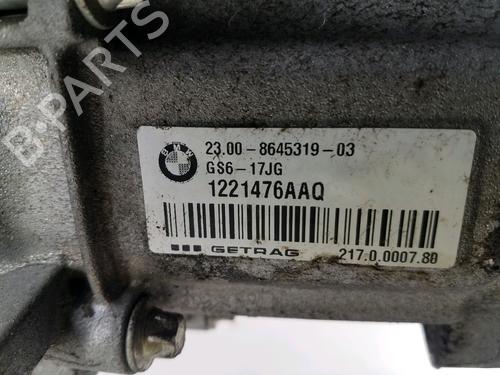 B-PARTS
BMW
23.00-8645319-03
GS6-17JG
1221476AAQ
GETRAG 217.0.0007.80